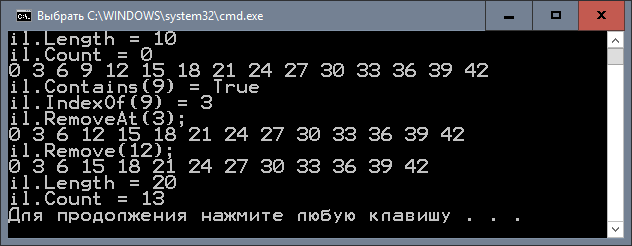 Выбрать C:\WINDOWS\system32\cmd.exe
il.Length = 10
il.Count = 0
0 3 6 9 12 15 18 21 24 27 30 33 36 39 42
il.Contains(9) = True
il.IndexOf(9) = 3
il.RemoveAt(3);
0 3 6 12 15 18 21 24 27 30 33 36 39 42
il.Remove(12);
0 3 6 15 18 21 24 27 30 33 36 39 42
il.Length = 20
il.Count = 13
Для продолжения нажмите любую клавишу . . .